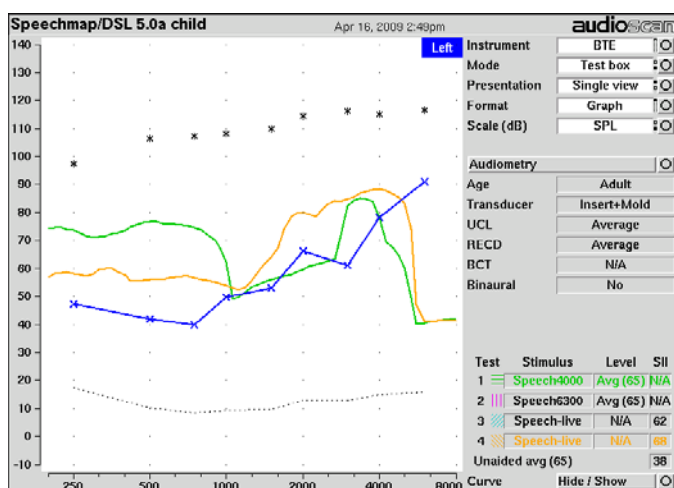 Speechmap/DSL 5.0a child Apr 16, 2009 2:49pm audioscan
Left
140
130
120
110
100
90
80
70
60
50
40
30
20
10
0
-10
250 500 1000 2000 4000 8000
Instrument BTE
Mode Test box
Presentation Single view
Format Graph
Scale (dB) SPL
Audiometry
Age Adult
Transducer Insert+Mold
UCL Average
RECD Average
BCT N/A
Binaural No
Test Stimulus Level SII
1 Speech4000 Avg (65) N/A
2 Speech6300 Avg (65) N/A
3 Speech-live N/A 62
4 Speech-live N/A 68
Unaided avg (65) 38
Curve Hide / Show